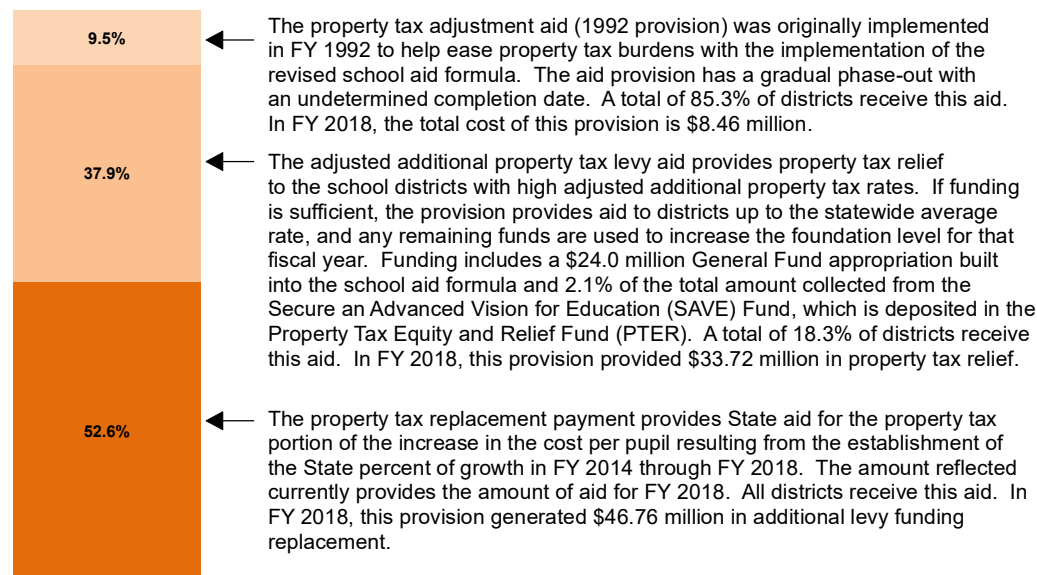 9.5%
The property tax adjustment aid (1992 provision) was originally implemented
in FY 1992 to help ease property tax burdens with the implementation of the
revised school aid formula.  The aid provision has a gradual phase-out with
an undetermined completion date.  A total of 85.3% of districts receive this aid.
In FY 2018, the total cost of this provision is $8.46 million.
37.9%
The adjusted additional property tax levy aid provides property tax relief
to the school districts with high adjusted additional property tax rates.  If funding
is sufficient, the provision provides aid to districts up to the statewide average
rate, and any remaining funds are used to increase the foundation level for that
fiscal year.  Funding includes a $24.0 million General Fund appropriation built
into the school aid formula and 2.1% of the total amount collected from the
Secure an Advanced Vision for Education (SAVE) Fund, which is deposited in the
Property Tax Equity and Relief Fund (PTER).  A total of 18.3% of districts receive
this aid.  In FY 2018, this provision provided $33.72 million in property tax relief.
52.6%
The property tax replacement payment provides State aid for the property tax
portion of the increase in the cost per pupil resulting from the establishment of
the State percent of growth in FY 2014 through FY 2018.  The amount reflected
currently provides the amount of aid for FY 2018.  All districts receive this aid.  In
FY 2018, this provision generated $46.76 million in additional levy funding
replacement.